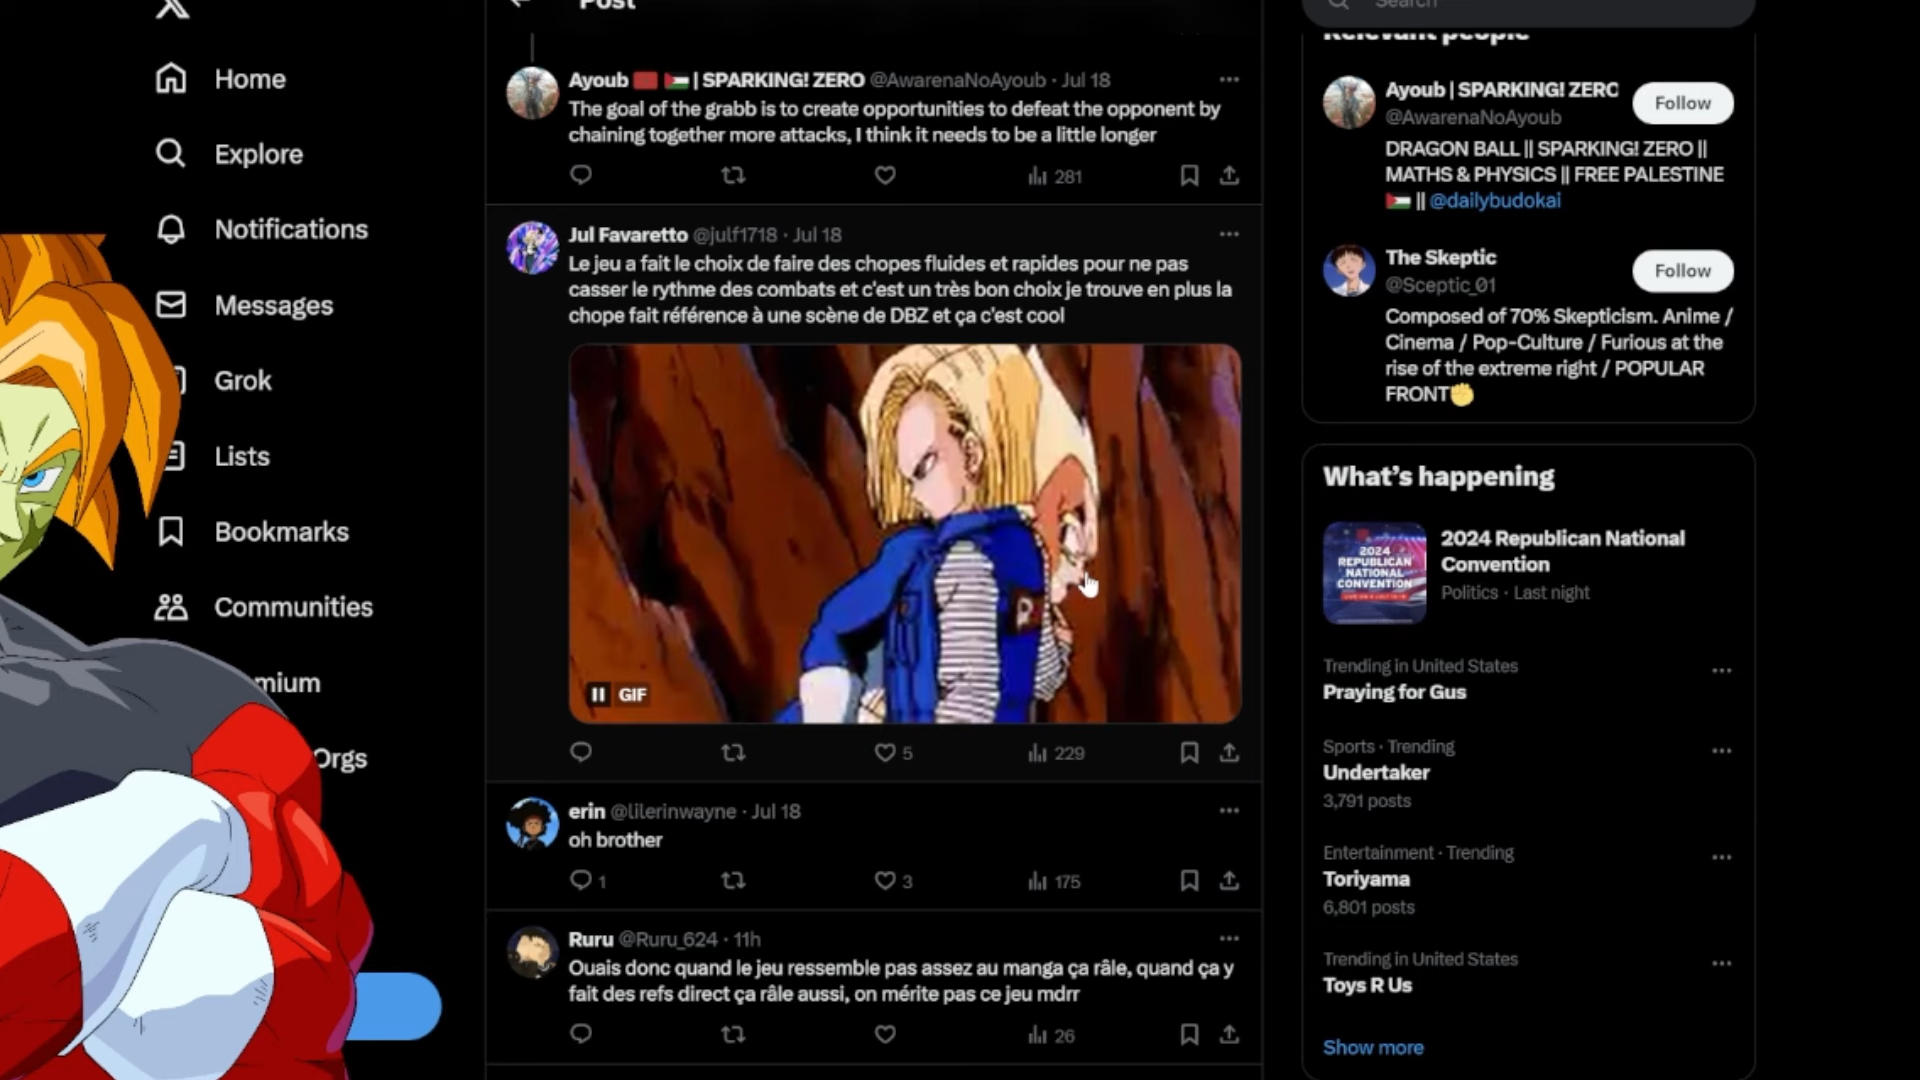 Post
Home
Explore
Notifications
Messages
Grok
Lists
Bookmarks
Communities
mium
Orgs
Ayoub | SPARKING! ZERO @AwarenaNoAyoub · Jul 18
The goal of the grabb is to create opportunities to defeat the opponent by
chaining together more attacks, I think it needs to be a little longer
281
Jul Favaretto @julf1718 · Jul 18
Le jeu a fait le choix de faire des chopes fluides et rapides pour ne pas
casser le rythme des combats et c'est un très bon choix je trouve en plus la
chope fait référence à une scène de DBZ et ça c'est cool
GIF
5 229
erin @lilerinwayne · Jul 18
oh brother
1 3 175
Ruru @Ruru_624 · 11h
Ouais donc quand le jeu ressemble pas assez au manga ça râle, quand ça y
fait des refs direct ça râle aussi, on mérite pas ce jeu mdrr
26
Search
Relevant people
Ayoub | SPARKING! ZERO
@AwarenaNoAyoub
Follow
DRAGON BALL || SPARKING! ZERO ||
MATHS & PHYSICS || FREE PALESTINE
|| @dailybudokai
The Skeptic
@Sceptic_01
Follow
Composed of 70% Skepticism. Anime /
Cinema / Pop-Culture / Furious at the
rise of the extreme right / POPULAR
FRONT✊
What's happening
2024
REPUBLICAN
NATIONAL
CONVENTION
2024 Republican National
Convention
Politics · Last night
Trending in United States
Praying for Gus
Sports · Trending
Undertaker
3,791 posts
Entertainment · Trending
Toriyama
6,801 posts
Trending in United States
Toys R Us
Show more